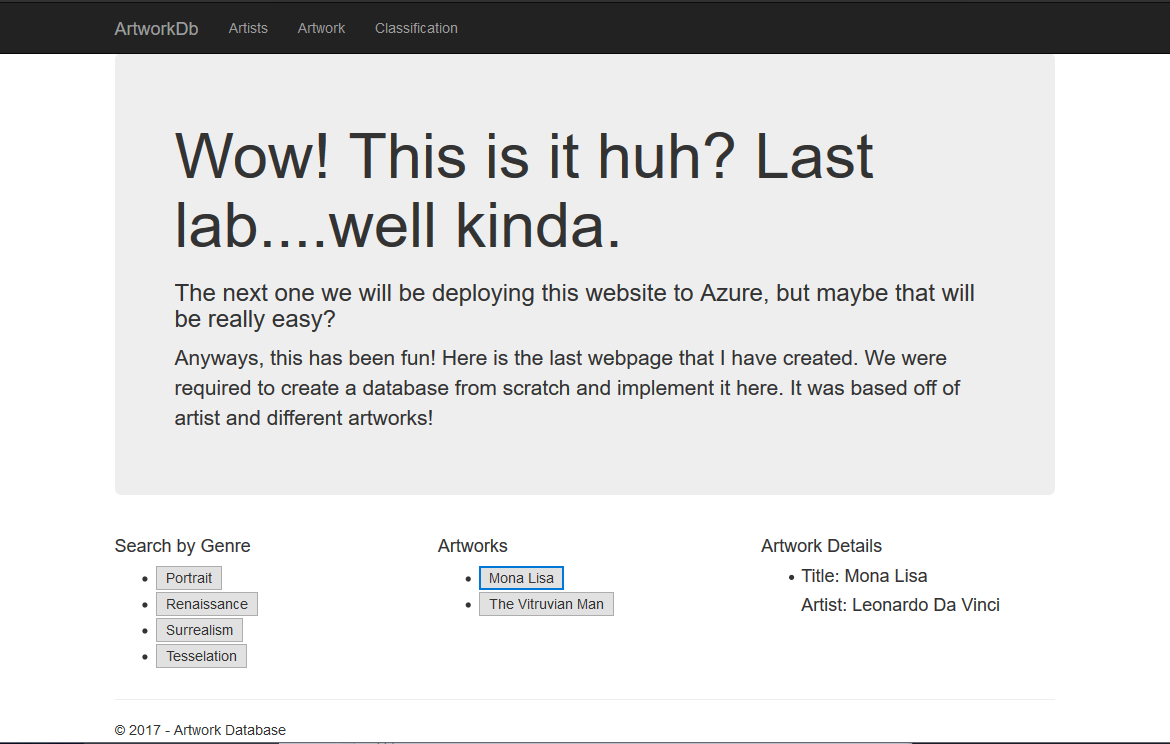 ArtworkDb Artists Artwork Classification
Wow! This is it huh? Last
lab....well kinda.
The next one we will be deploying this website to Azure, but maybe that will
be really easy?
Anyways, this has been fun! Here is the last webpage that I have created. We were
required to create a database from scratch and implement it here. It was based off of
artist and different artworks!
Search by Genre
Portrait
Renaissance
Surrealism
Tesselation
Artworks
Mona Lisa
The Vitruvian Man
Artwork Details
Title: Mona Lisa
Artist: Leonardo Da Vinci
© 2017 - Artwork Database